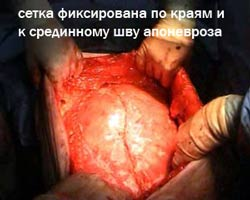 сетка фиксирована по краям и
к срединному шву апоневроза